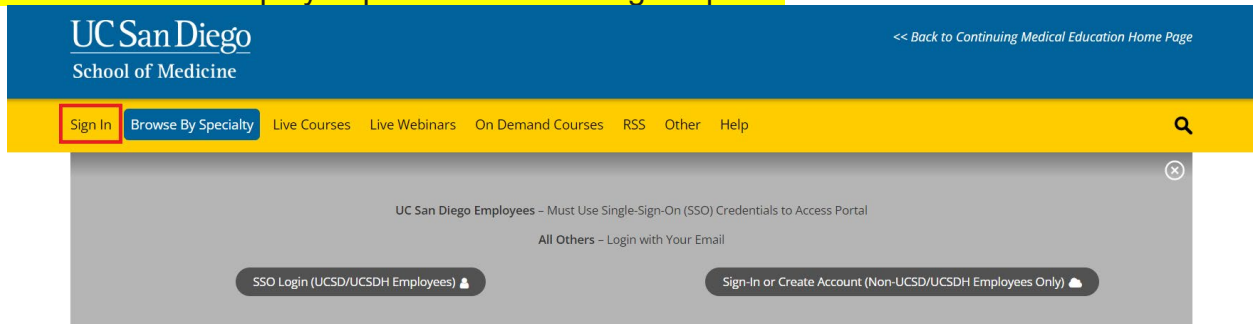 UC San Diego
School of Medicine
<< Back to Continuing Medical Education Home Page
Sign In Browse By Specialty Live Courses Live Webinars On Demand Courses RSS Other Help
UC San Diego Employees – Must Use Single-Sign-On (SSO) Credentials to Access Portal
All Others – Login with Your Email
SSO Login (UCSD/UCSDH Employees)
Sign-In or Create Account (Non-UCSD/UCSDH Employees Only)